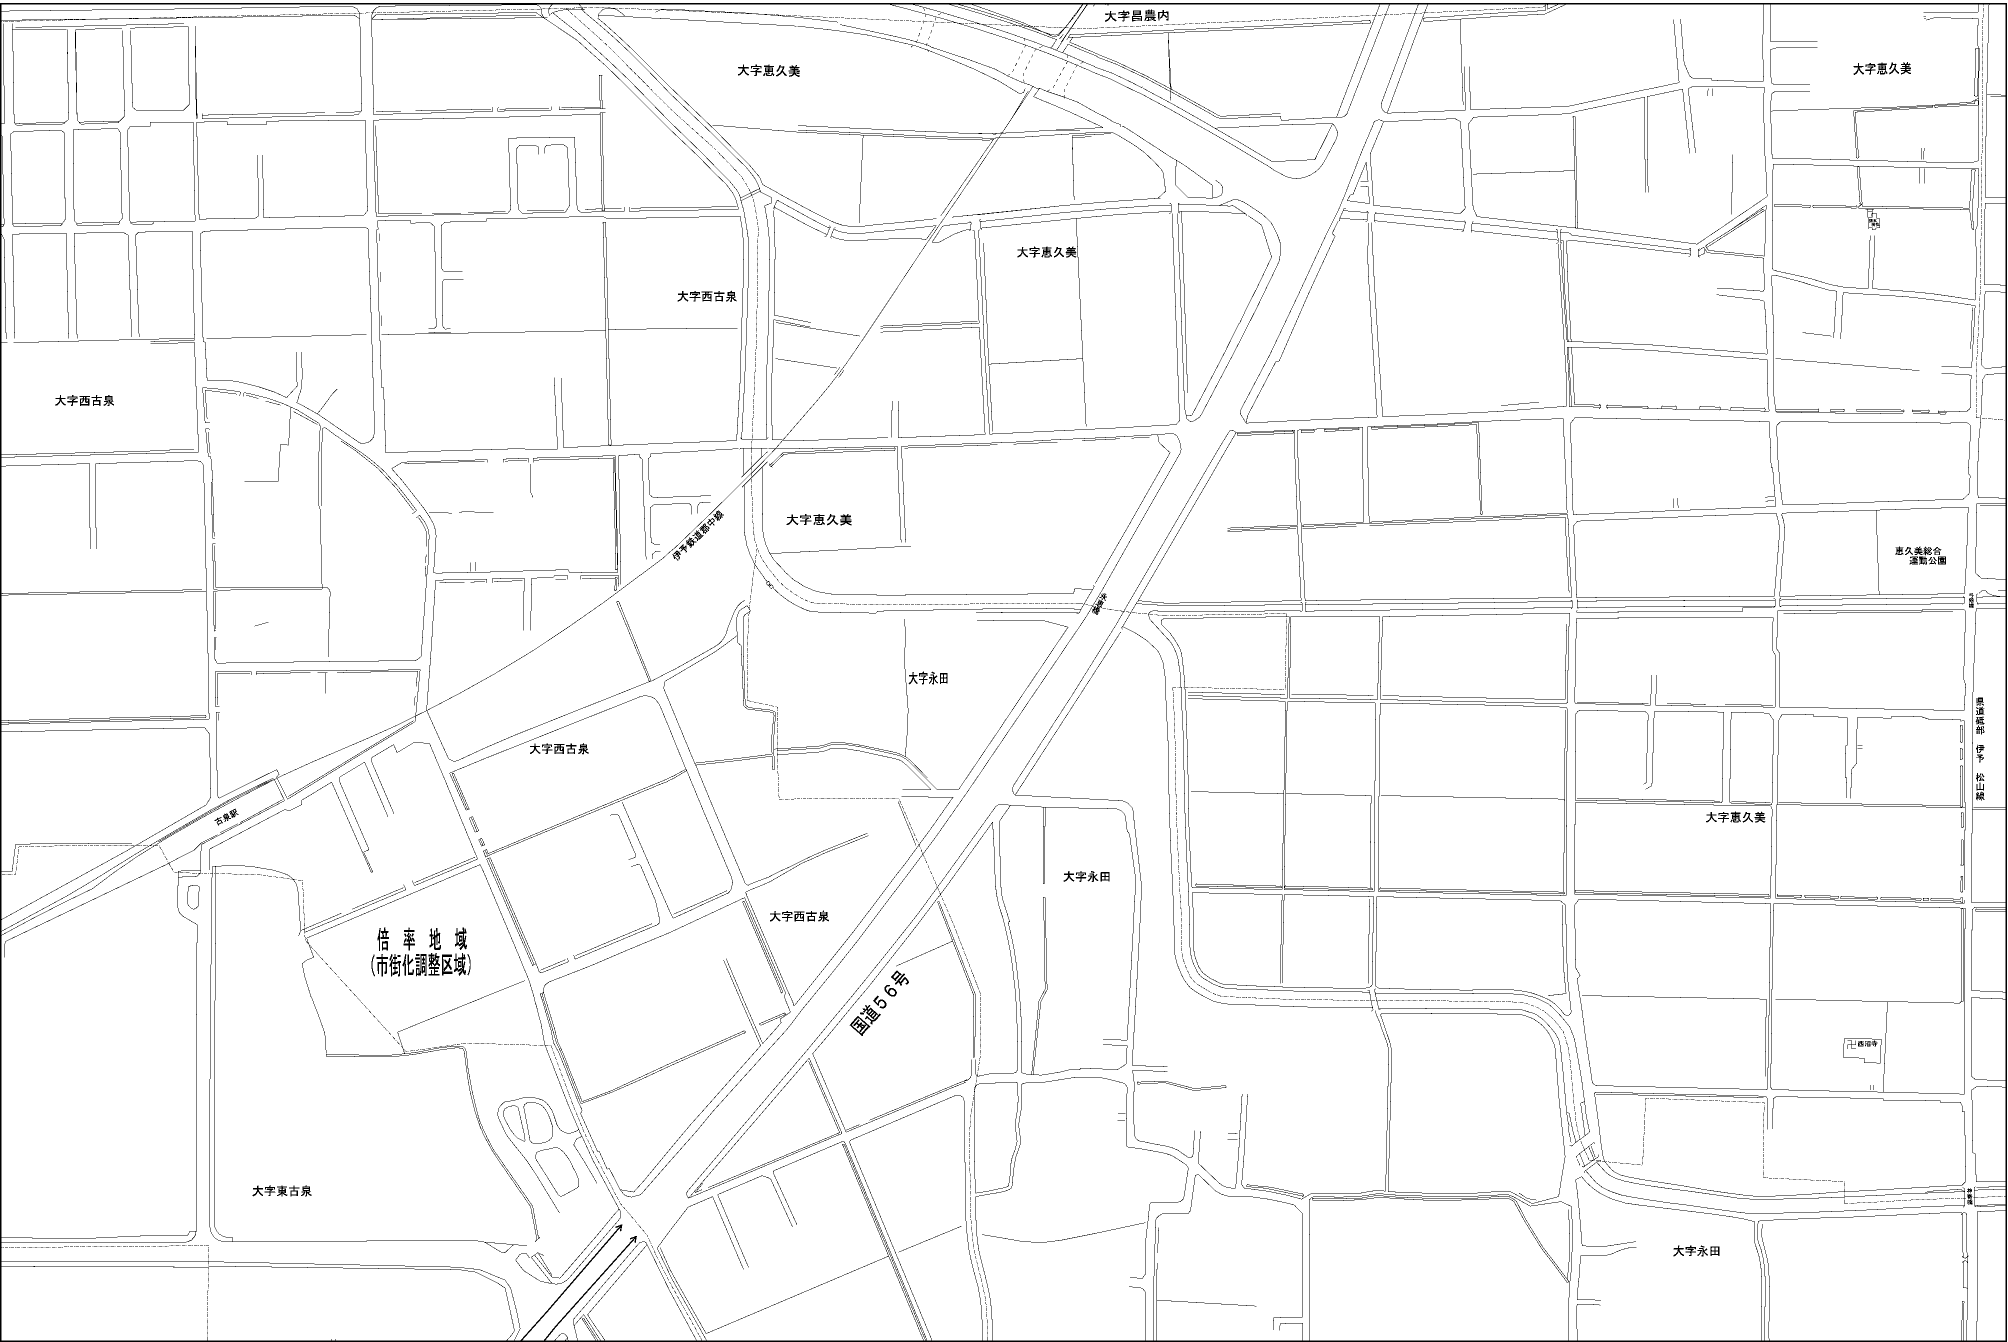 大字昌農内
大字恵久美
大字恵久美
大字恵久美
大字西古泉
大字西古泉
大字恵久美
伊予鉄道郡中線
恵久美総合
運動公園
大字永田
県道砥部 伊予 松山線
大字西古泉
古泉駅
大字恵久美
大字永田
大字西古泉
倍率地域
(市街化調整区域)
国道56号
西沼寺
大字東古泉
大字永田